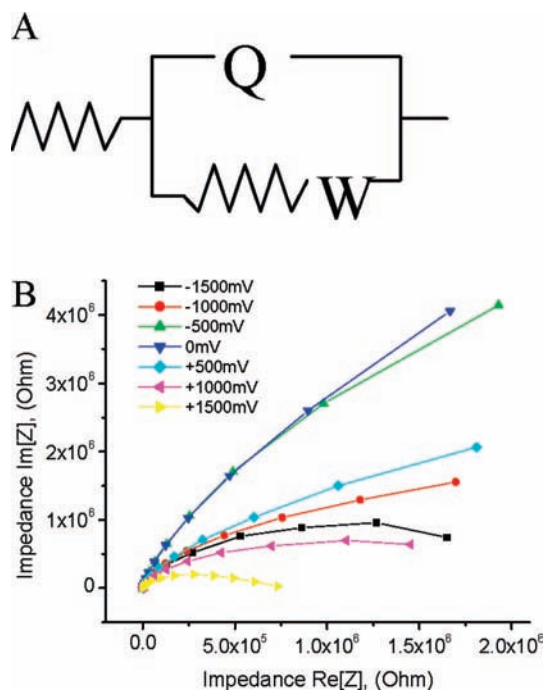 A
Q
W
B
-1500mV
-1000mV
-500mV
0mV
+500mV
+1000mV
+1500mV
4x10⁶
3x10⁶
2x10⁶
1x10⁶
0
Impedance Im[Z], (Ohm)
0.0 5.0x10⁵ 1.0x10⁶ 1.5x10⁶ 2.0x10⁶
Impedance Re[Z], (Ohm)